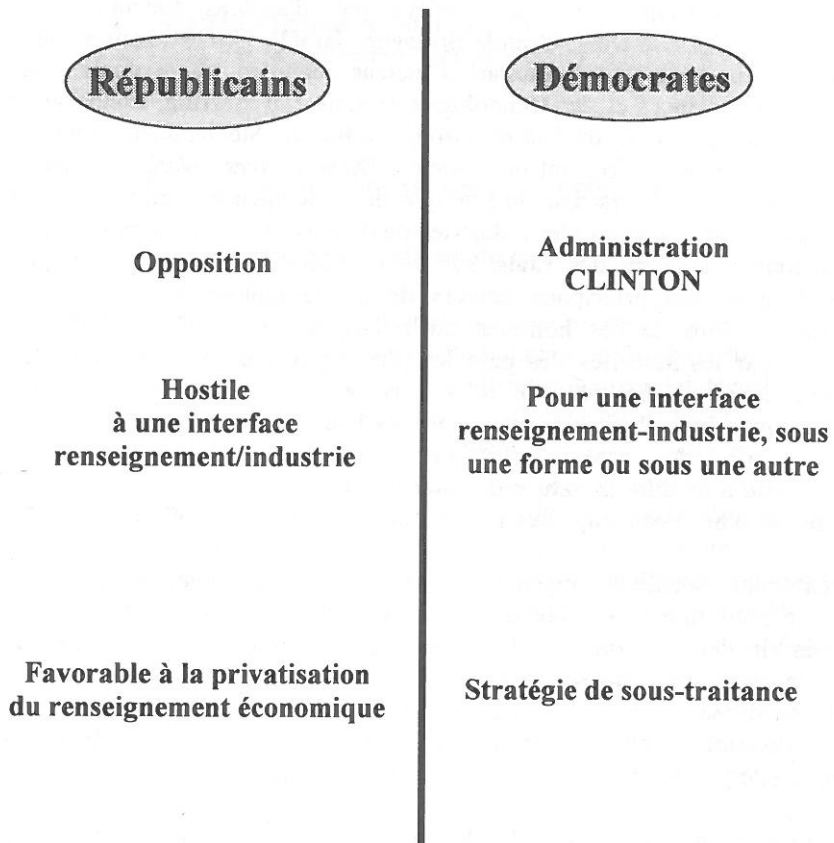 Républicains
Opposition
Hostile
à une interface
renseignement/industrie
Favorable à la privatisation
du renseignement économique
Démocrates
Administration
CLINTON
Pour une interface
renseignement-industrie, sous
une forme ou sous une autre
Stratégie de sous-traitance